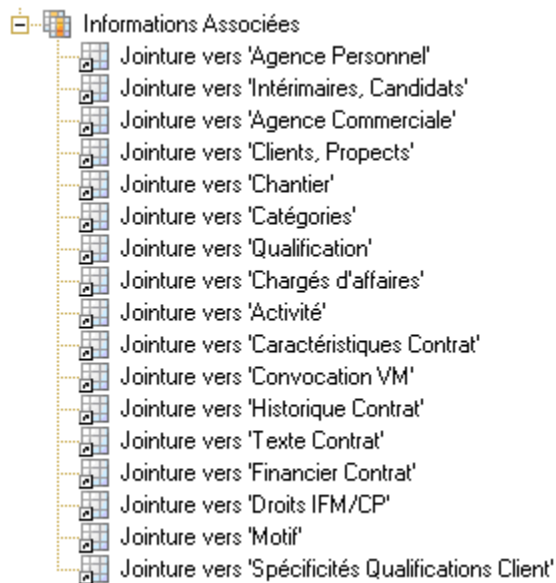 Informations Associées
Jointure vers 'Agence Personnel'
Jointure vers 'Intérimaires, Candidats'
Jointure vers 'Agence Commerciale'
Jointure vers 'Clients, Propects'
Jointure vers 'Chantier'
Jointure vers 'Catégories'
Jointure vers 'Qualification'
Jointure vers 'Chargés d'affaires'
Jointure vers 'Activité'
Jointure vers 'Caractéristiques Contrat'
Jointure vers 'Convocation VM'
Jointure vers 'Historique Contrat'
Jointure vers 'Texte Contrat'
Jointure vers 'Financier Contrat'
Jointure vers 'Droits IFM/CP'
Jointure vers 'Motif'
Jointure vers 'Spécificités Qualifications Client'